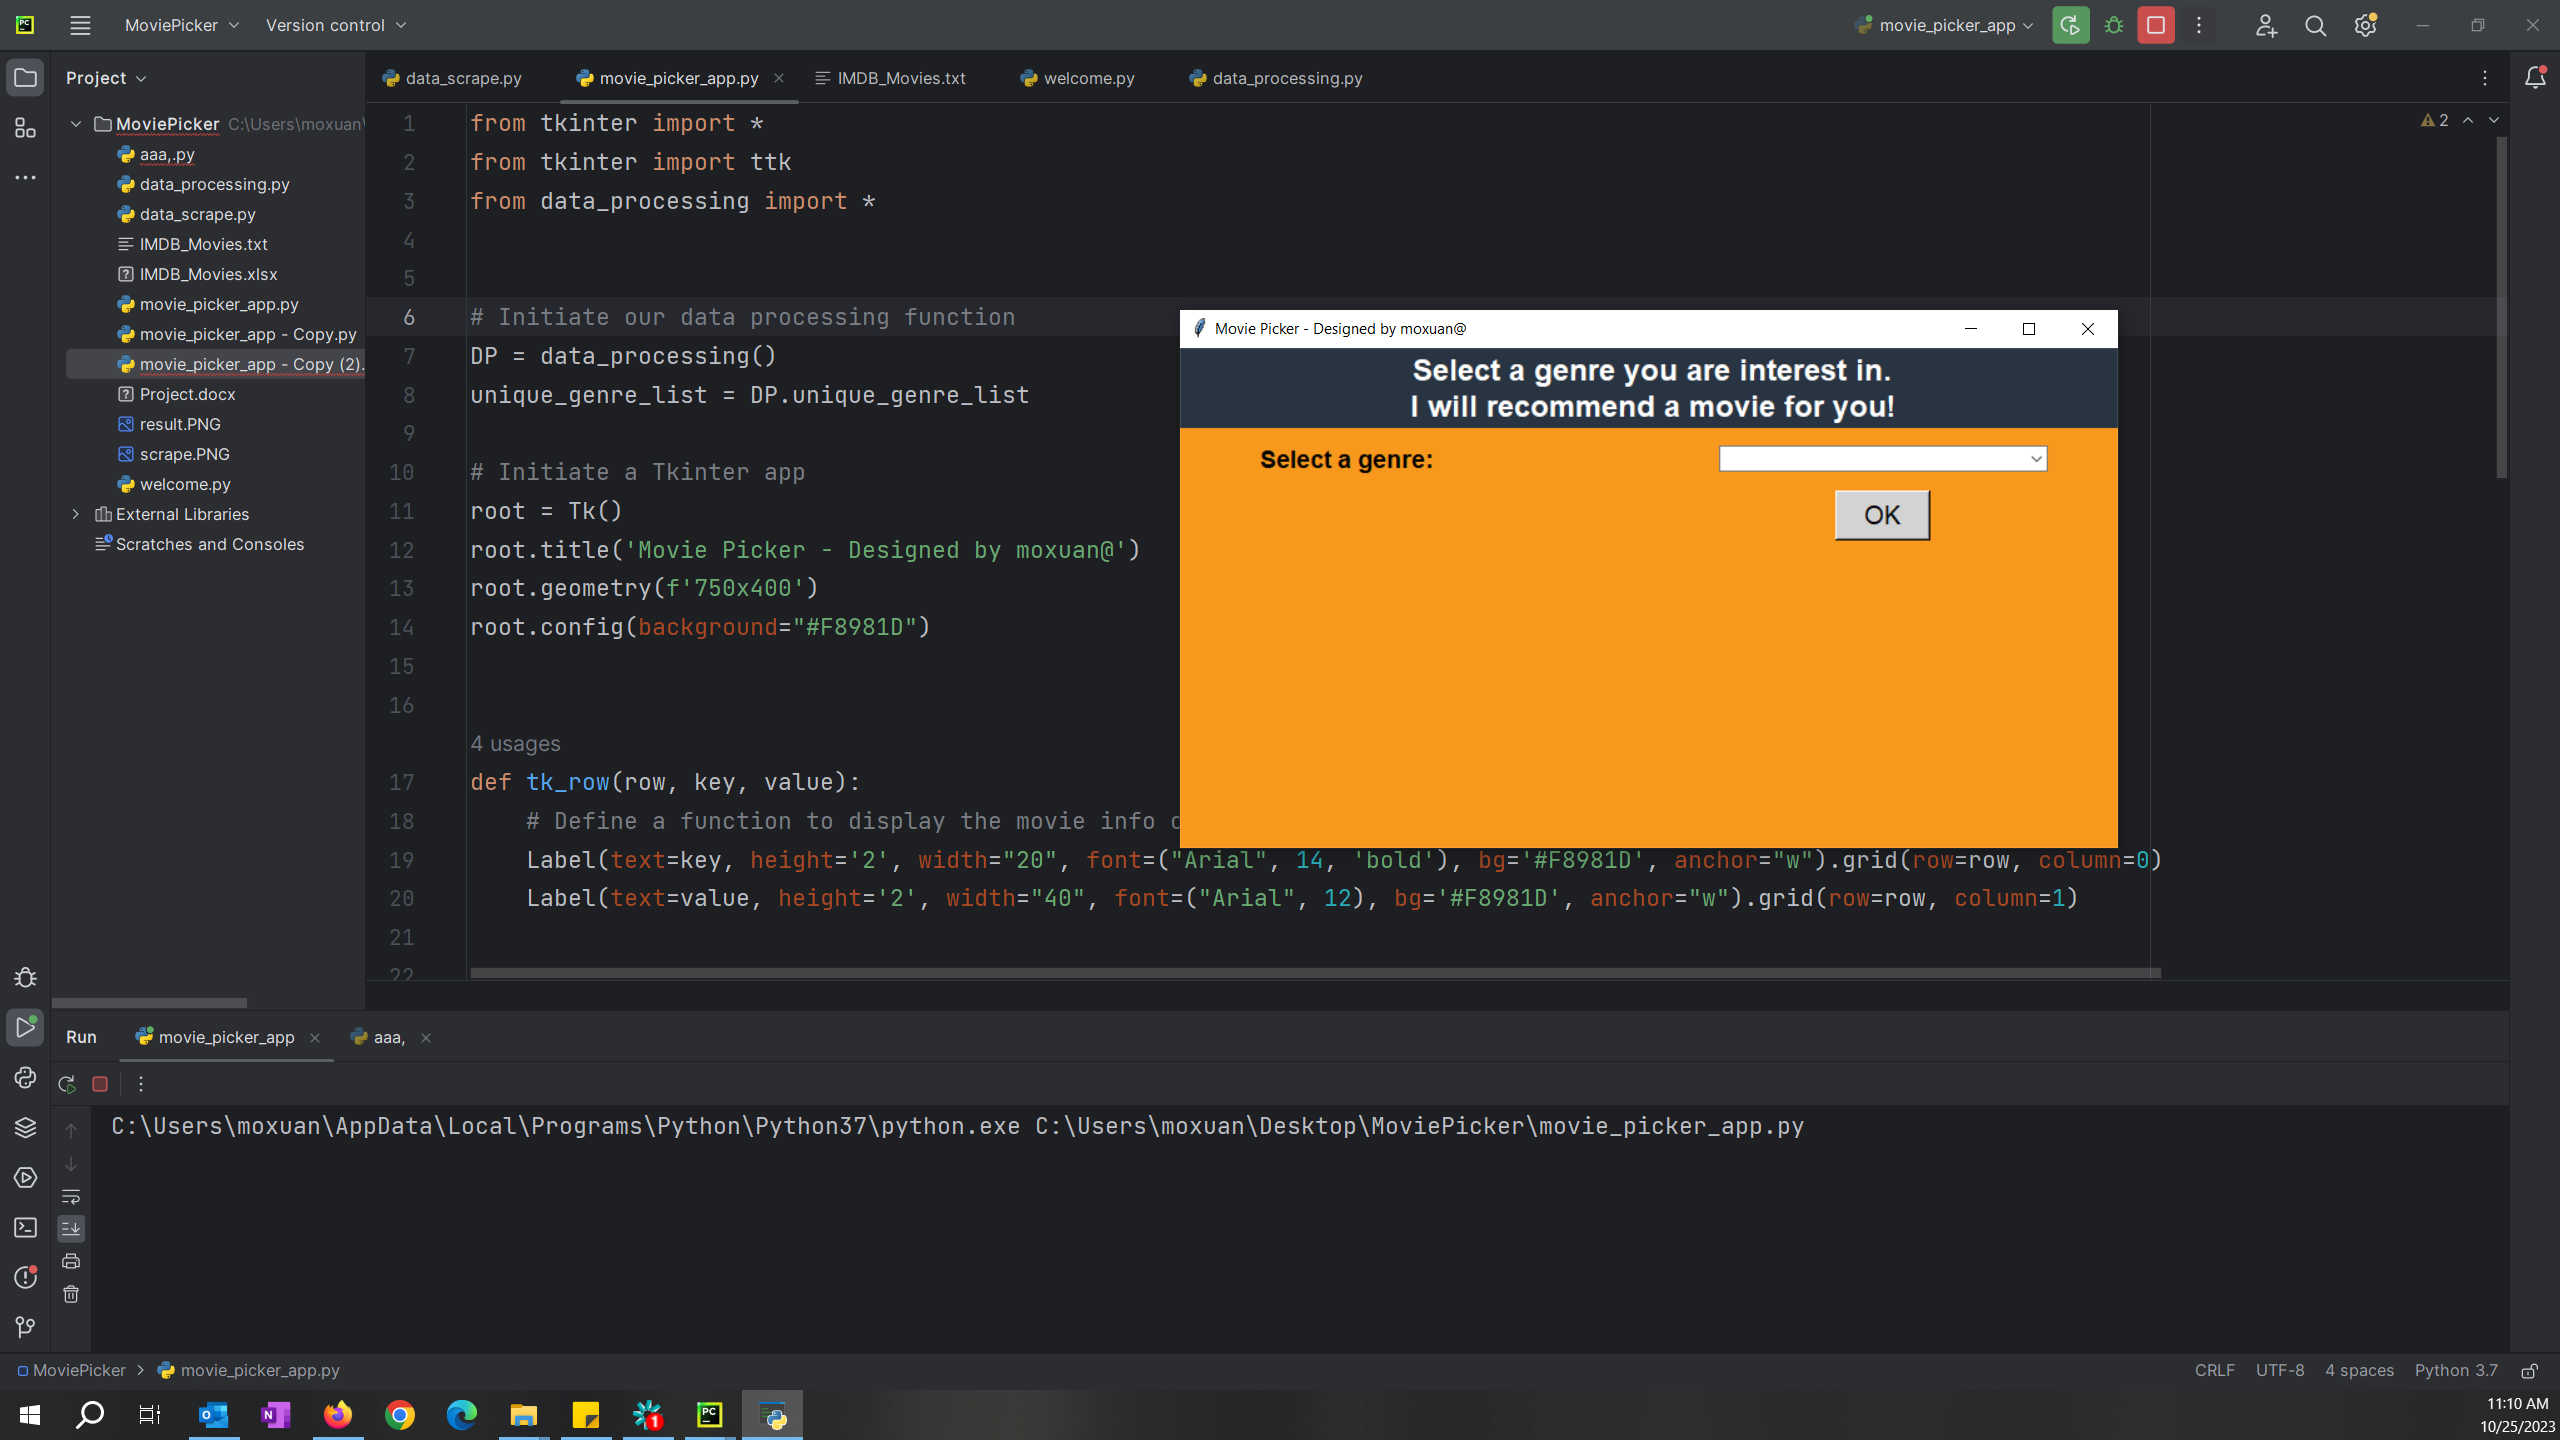 MoviePicker
Version control
movie_picker_app
Project
data_scrape.py
movie_picker_app.py
IMDB_Movies.txt
welcome.py
data_processing.py
MoviePicker C:\Users\moxuan\
aaa,.py
data_processing.py
data_scrape.py
IMDB_Movies.txt
IMDB_Movies.xlsx
movie_picker_app.py
movie_picker_app - Copy.py
movie_picker_app - Copy (2).
Project.docx
result.PNG
scrape.PNG
welcome.py
External Libraries
Scratches and Consoles
2
1 from tkinter import *
2 from tkinter import ttk
3 from data_processing import *
4
5
6 # Initiate our data processing function
7 DP = data_processing()
8 unique_genre_list = DP.unique_genre_list
9
10 # Initiate a Tkinter app
11 root = Tk()
12 root.title('Movie Picker - Designed by moxuan@')
13 root.geometry(f'750x400')
14 root.config(background="#F8981D")
15
16
4 usages
17 def tk_row(row, key, value):
18 # Define a function to display the movie info
19 Label(text=key, height='2', width="20", font=("Arial", 14, 'bold'), bg='#F8981D', anchor="w").grid(row=row, column=0)
20 Label(text=value, height='2', width="40", font=("Arial", 12), bg='#F8981D', anchor="w").grid(row=row, column=1)
21
22
Movie Picker - Designed by moxuan@
Select a genre you are interest in.
I will recommend a movie for you!
Select a genre:
OK
Run
movie_picker_app
aaa,
C:\Users\moxuan\AppData\Local\Programs\Python\Python37\python.exe C:\Users\moxuan\Desktop\MoviePicker\movie_picker_app.py
MoviePicker > movie_picker_app.py
CRLF UTF-8 4 spaces Python 3.7
PC
1
11:10 AM
10/25/2023